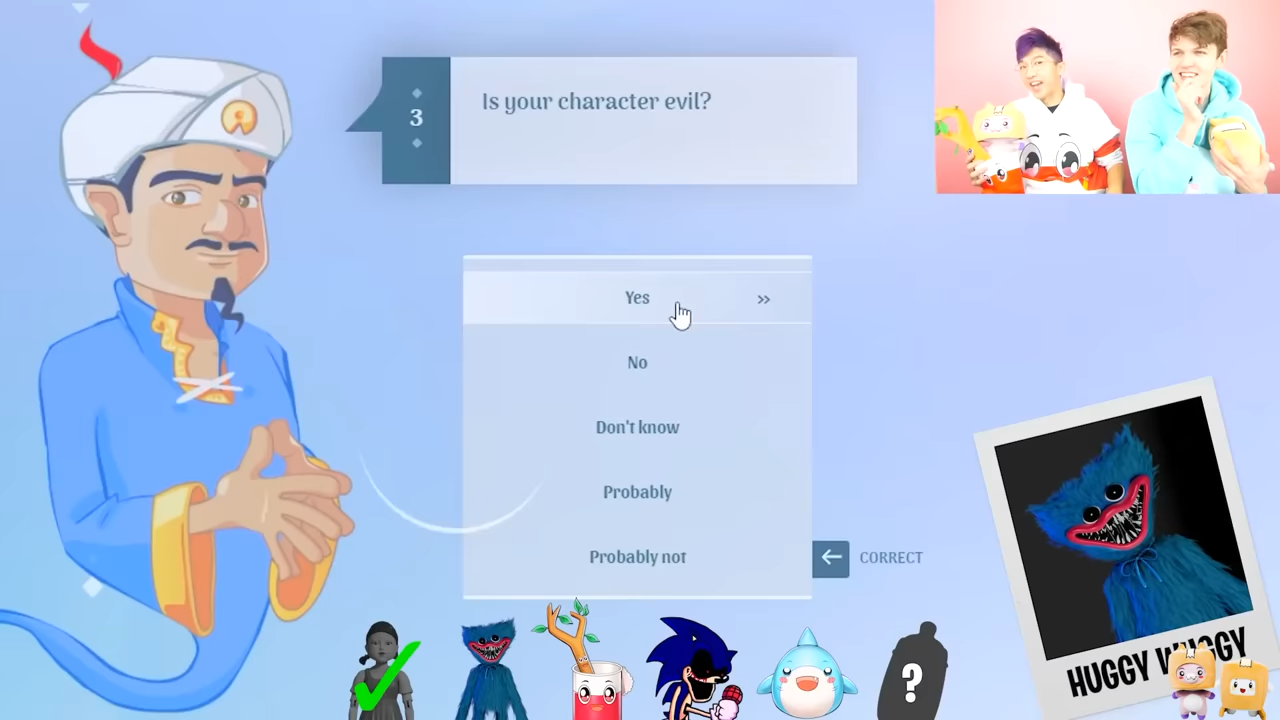 3
Is your character evil?
Yes
No
Don't know
Probably
Probably not
CORRECT
HUGGY WUGGY
?